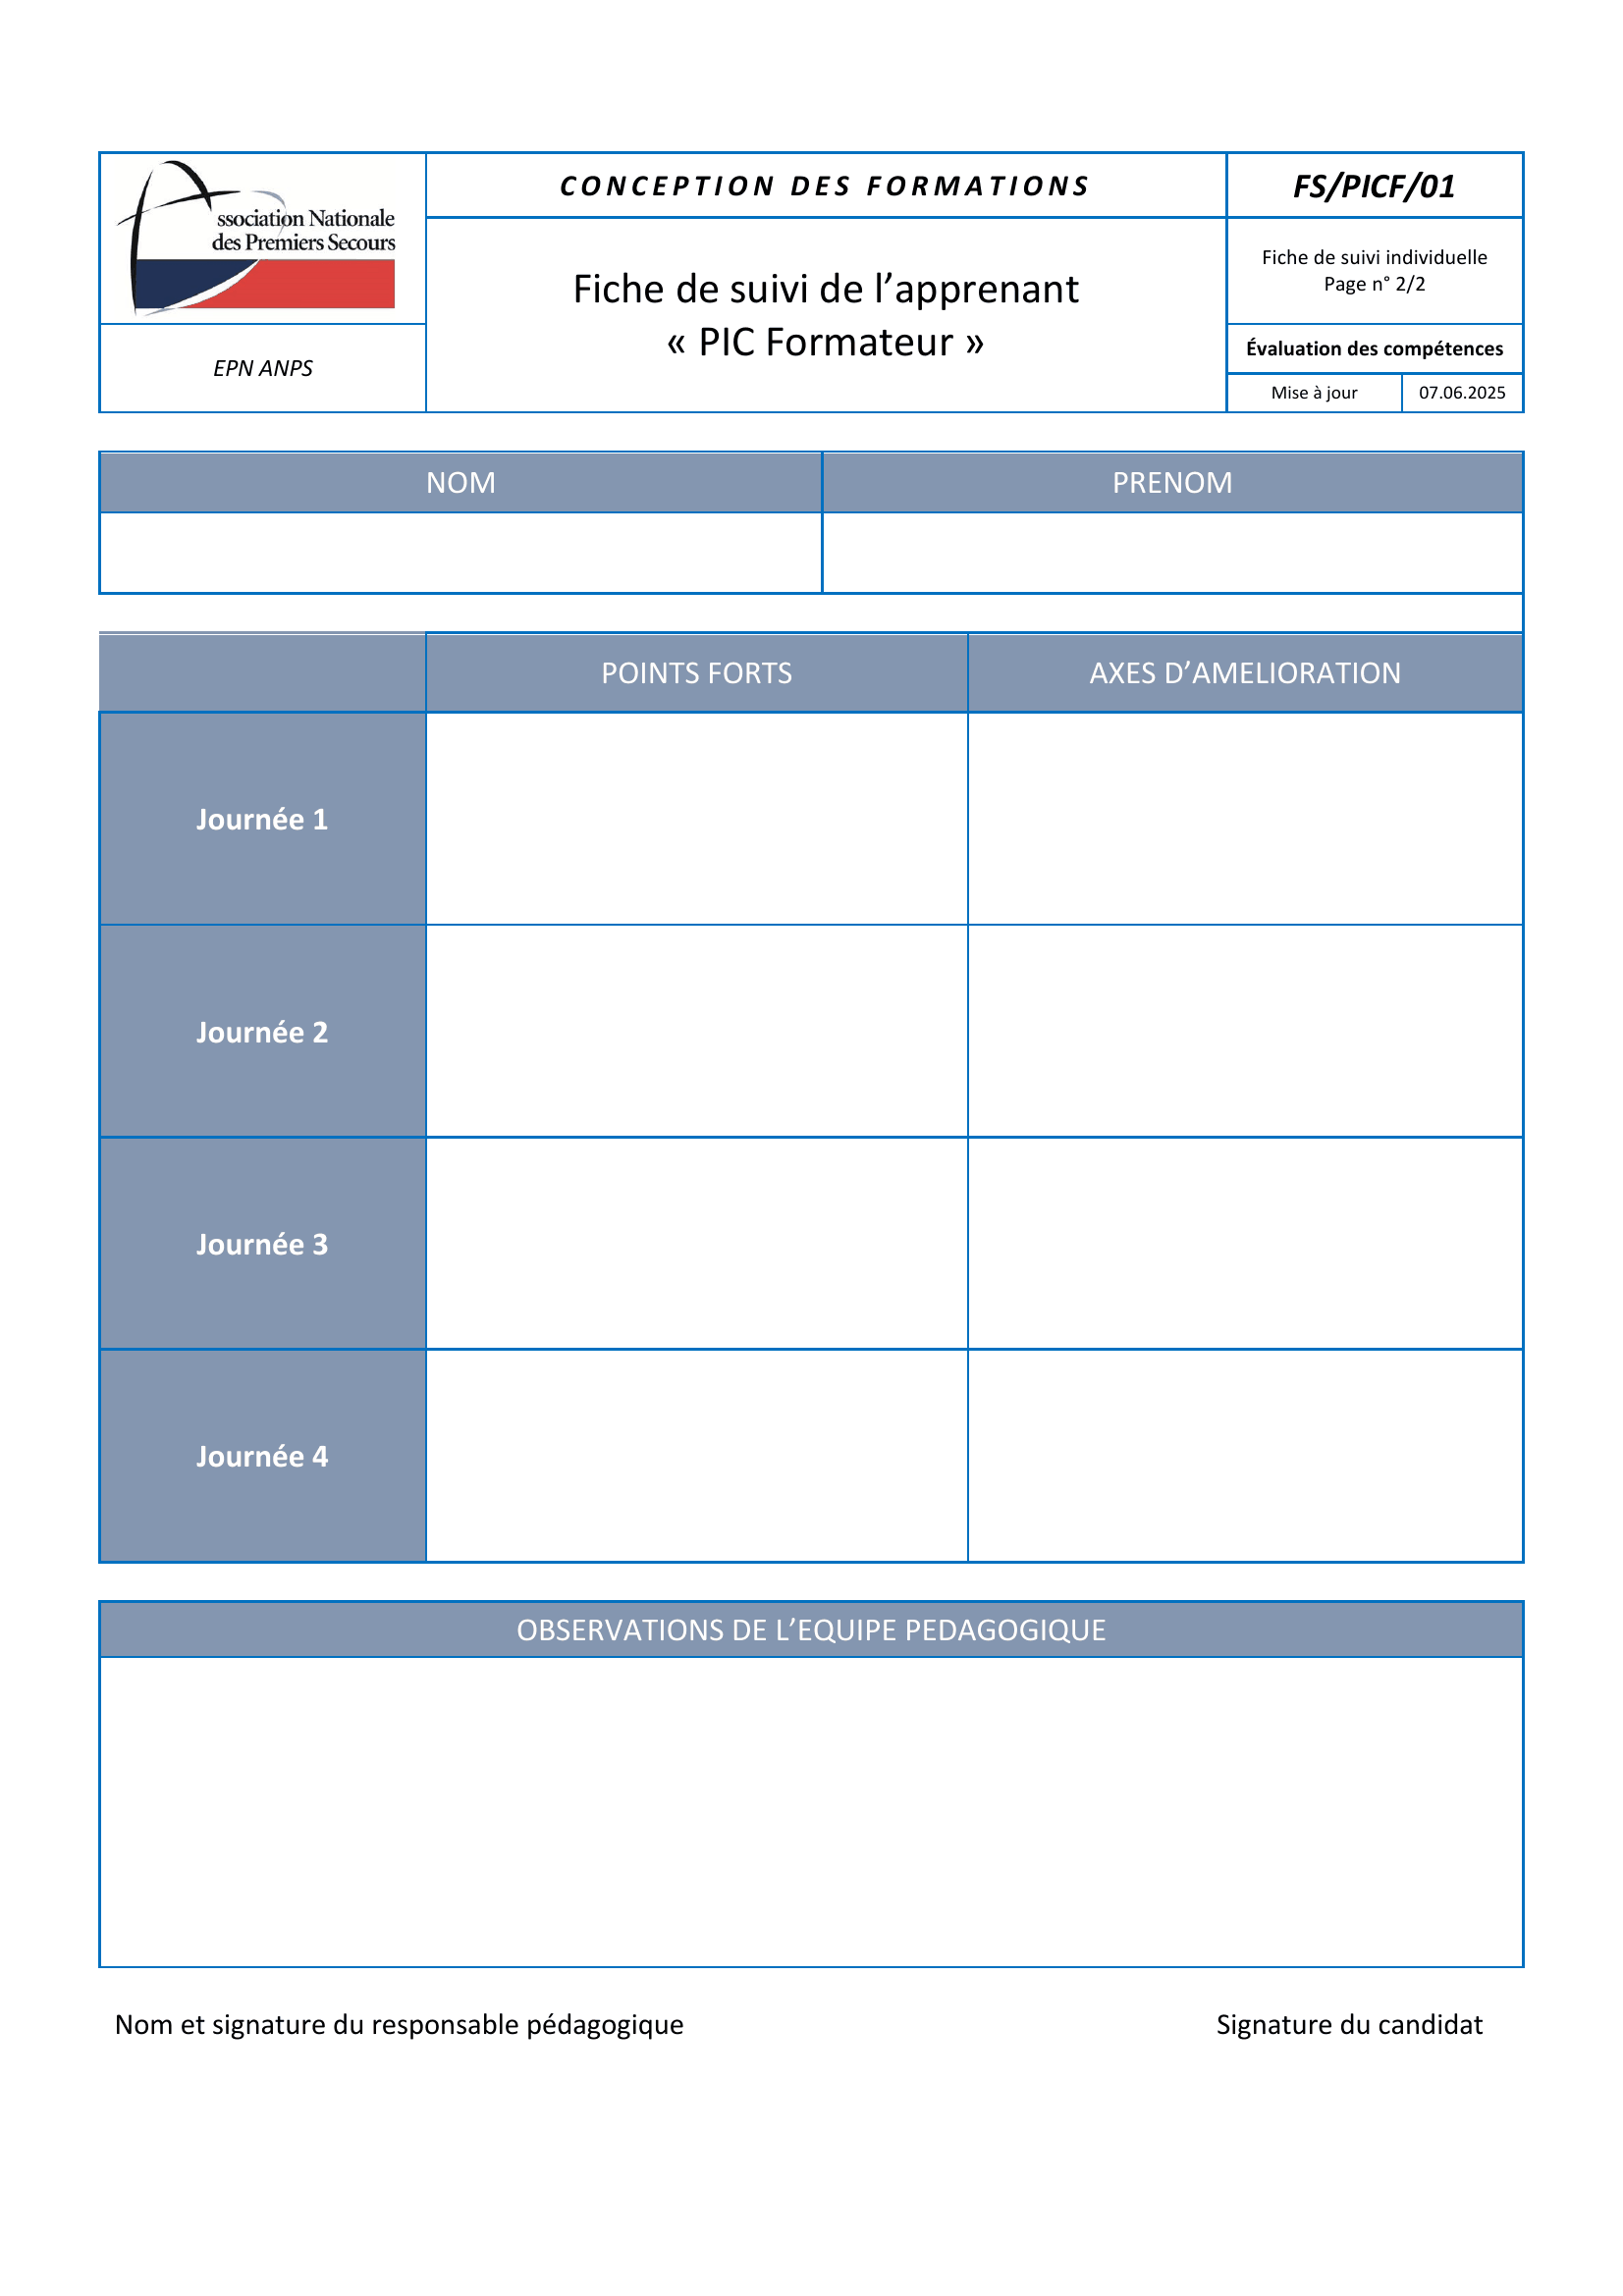 ssociation Nationale
des Premiers Secours
EPN ANPS
CONCEPTION DES FORMATIONS
Fiche de suivi de l’apprenant
« PIC Formateur »
FS/PICF/01
Fiche de suivi individuelle
Page n° 2/2
Évaluation des compétences
Mise à jour
07.06.2025
NOM
PRENOM
POINTS FORTS
AXES D’AMELIORATION
Journée 1
Journée 2
Journée 3
Journée 4
OBSERVATIONS DE L’EQUIPE PEDAGOGIQUE
Nom et signature du responsable pédagogique
Signature du candidat